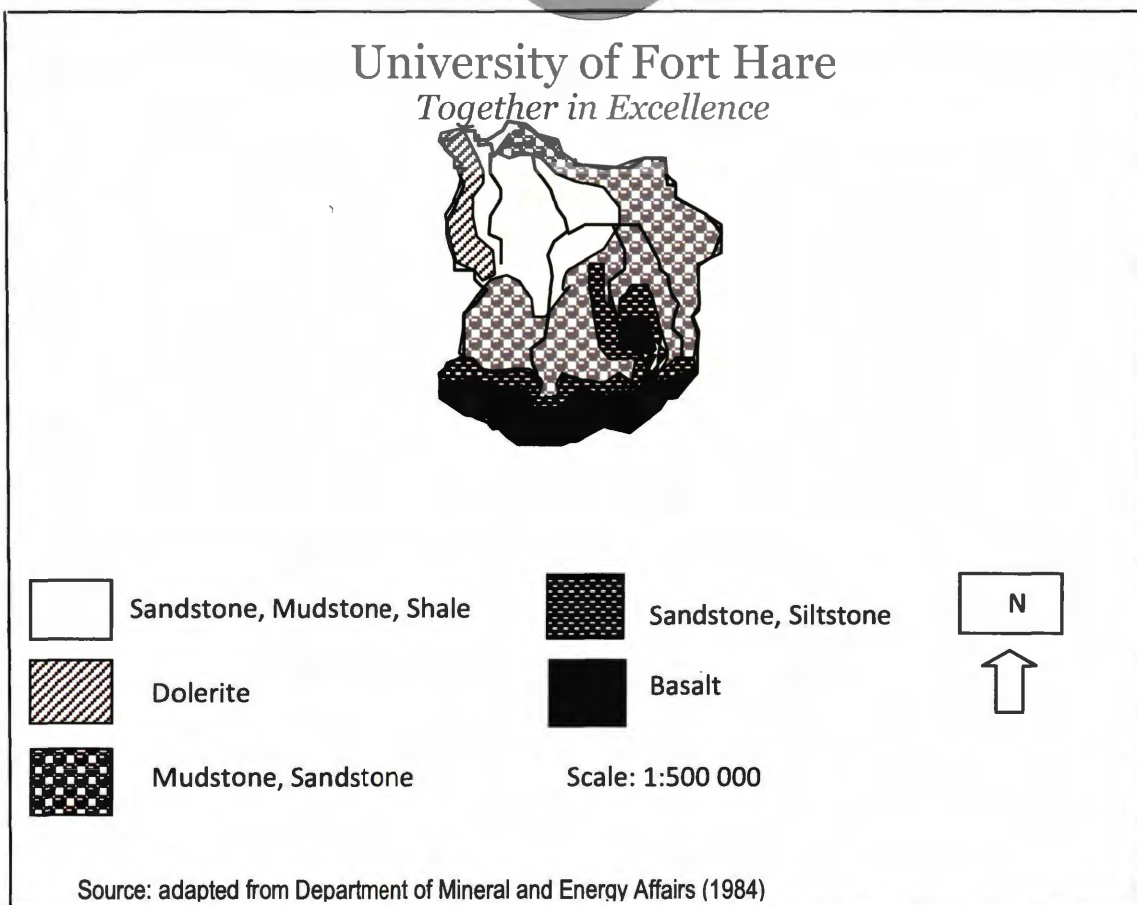 University of Fort Hare
Together in Excellence
Sandstone, Mudstone, Shale
Sandstone, Siltstone
N
Dolerite
Basalt
Mudstone, Sandstone
Scale: 1:500 000
Source: adapted from Department of Mineral and Energy Affairs (1984)